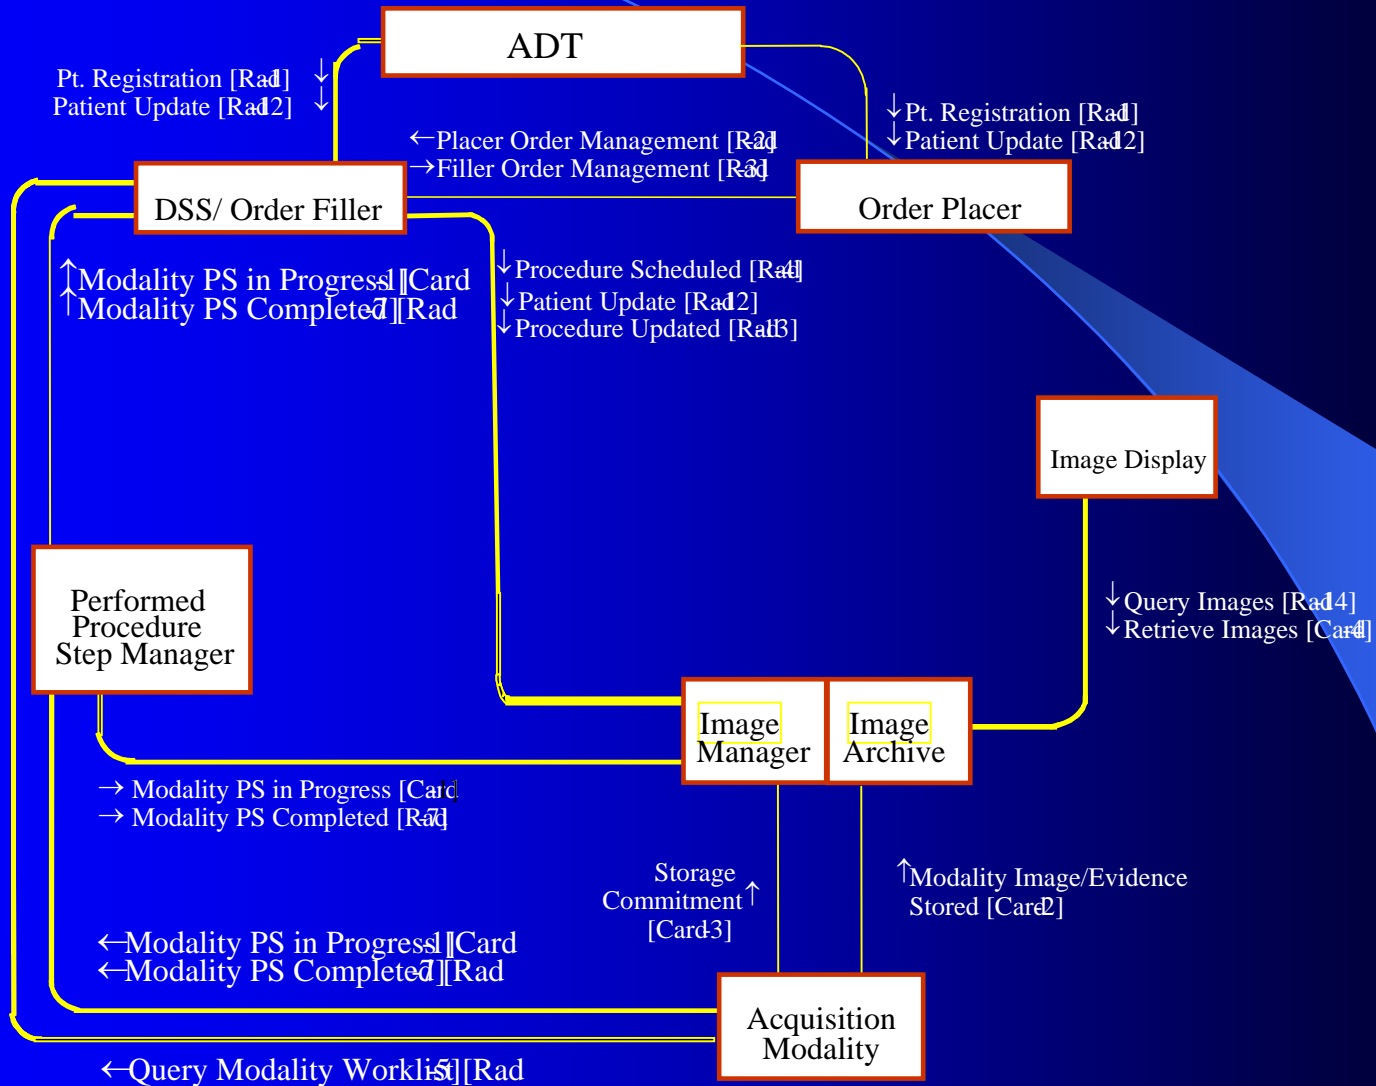 ADT
Pt. Registration [Rad-1]
Patient Update [Rad-12]
↓
↓
↓Pt. Registration [Rad-1]
↓Patient Update [Rad-12]
←Placer Order Management [Rad-2]
→Filler Order Management [Rad-3]
DSS/ Order Filler
Order Placer
↑Modality PS in Progress [Card-1]
↑Modality PS Completed [Rad-7]
↓Procedure Scheduled [Rad-4]
↓Patient Update [Rad-12]
↓Procedure Updated [Rad-13]
Image Display
Performed
Procedure
Step Manager
↓Query Images [Rad-14]
↓Retrieve Images [Card-4]
Image
Manager
Image
Archive
→ Modality PS in Progress [Card-1]
→ Modality PS Completed [Rad-7]
Storage
Commitment↑
[Card-3]
↑Modality Image/Evidence
Stored [Card-2]
←Modality PS in Progress [Card-1]
←Modality PS Completed [Rad-7]
Acquisition
Modality
←Query Modality Worklist [Rad-5]